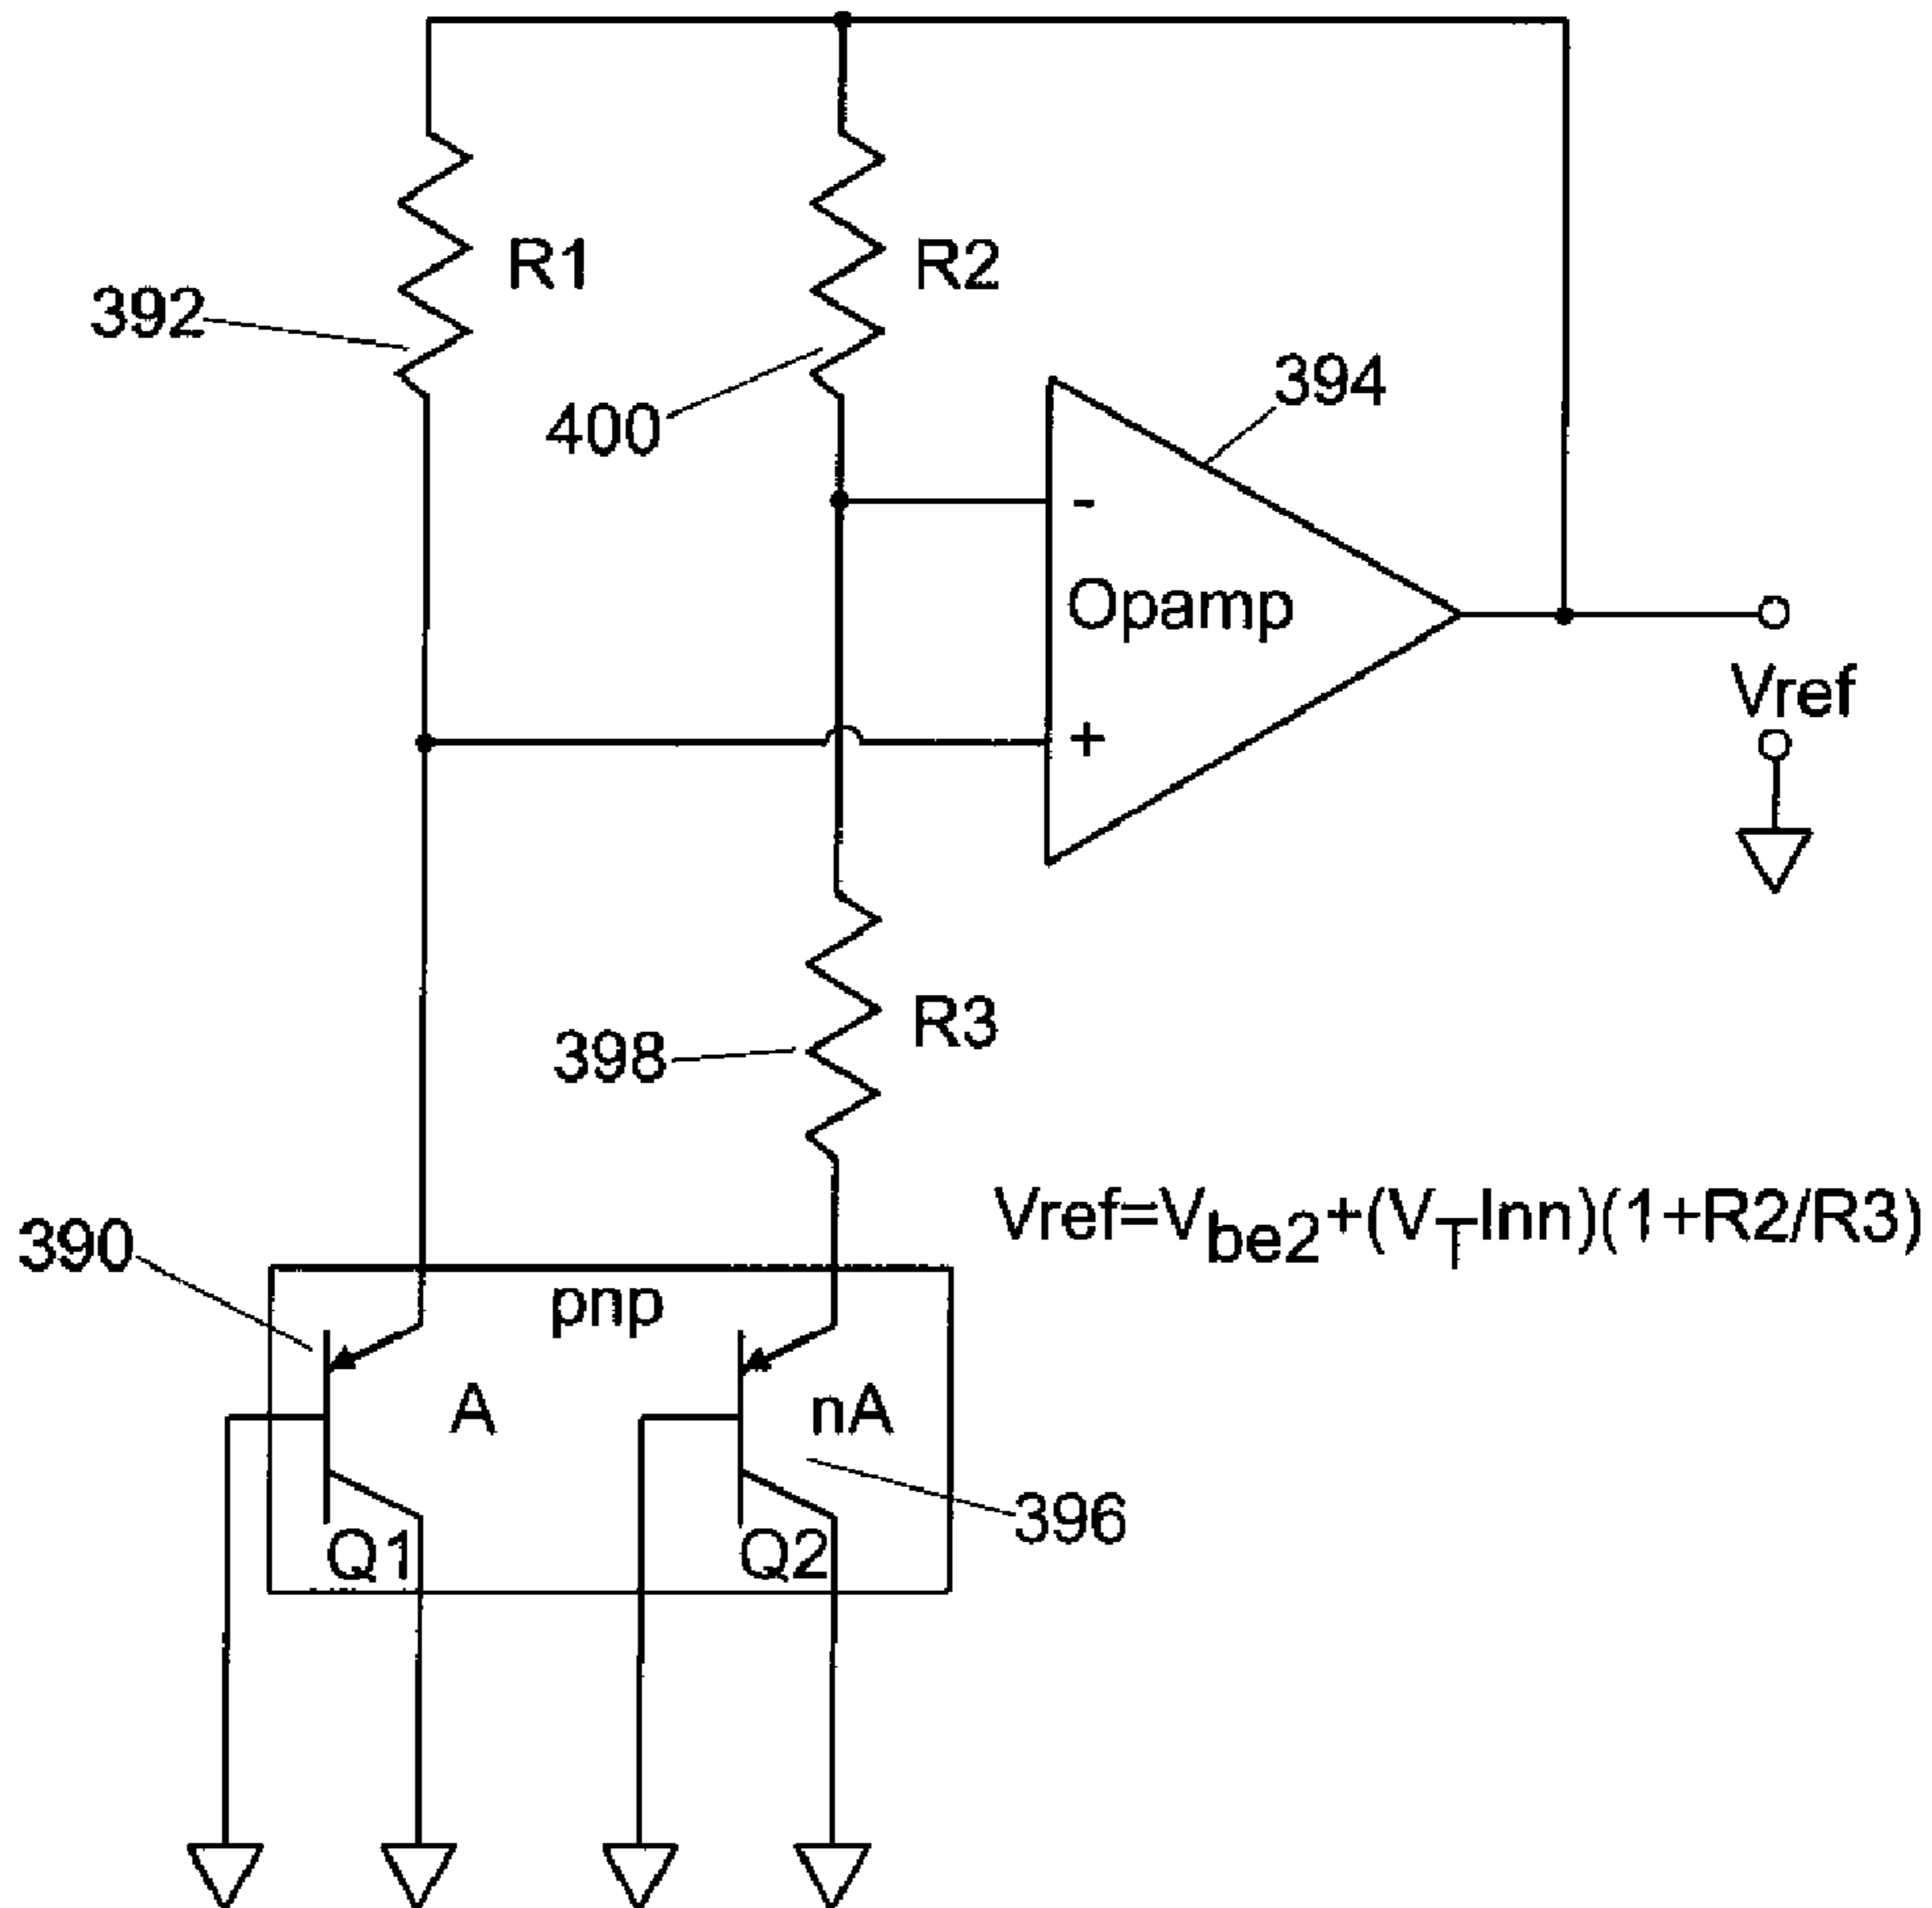 R1
R2
392
394
400
-
Opamp
+
Vref
R3
398
Vref=Vbe2+(VTlnn)(1+R2/R3)
390
pnp
A
nA
396
Q1
Q2